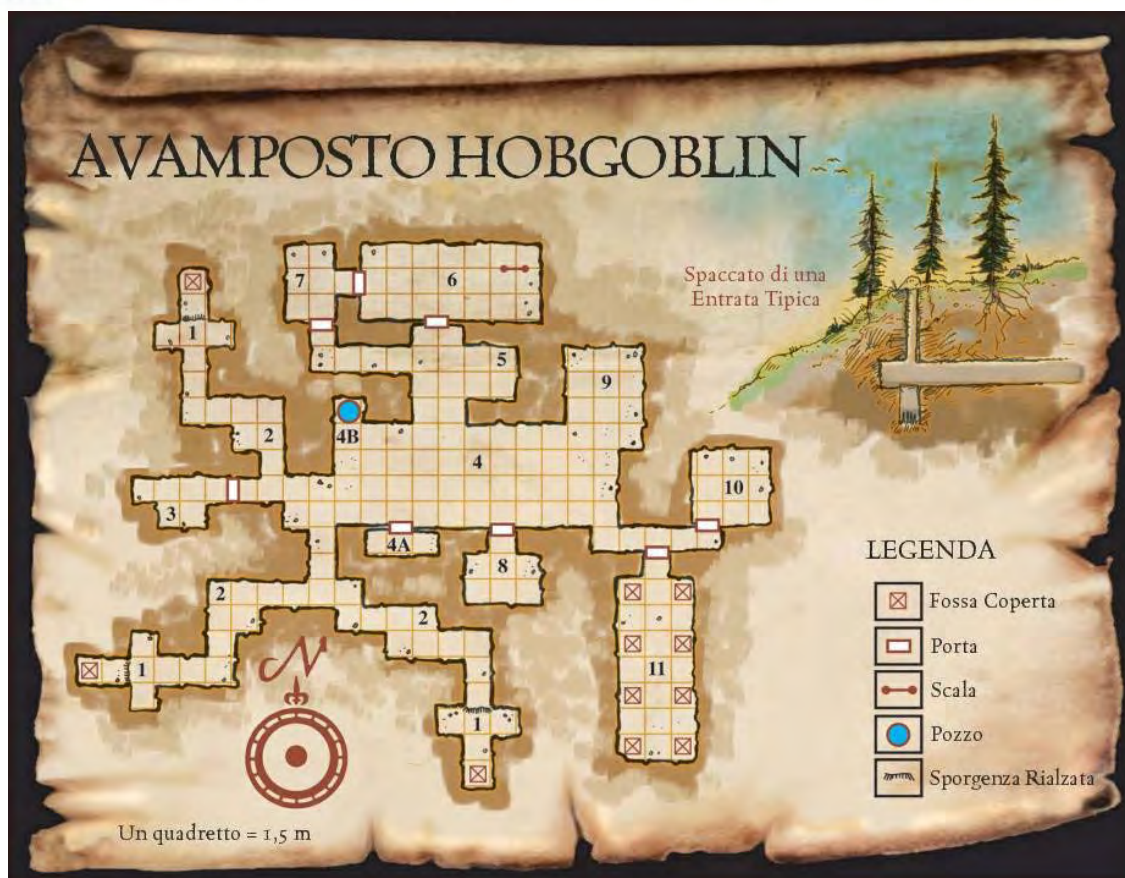 AVAMPOSTO HOBGOBLIN
Spaccato di una
Entrata Tipica
7
6
1
5
9
4B
2
4
10
3
4A
8
2
2
1
11
1
N
LEGENDA
Fossa Coperta
Porta
Scala
Pozzo
Sporgenza Rialzata
Un quadretto = 1,5 m